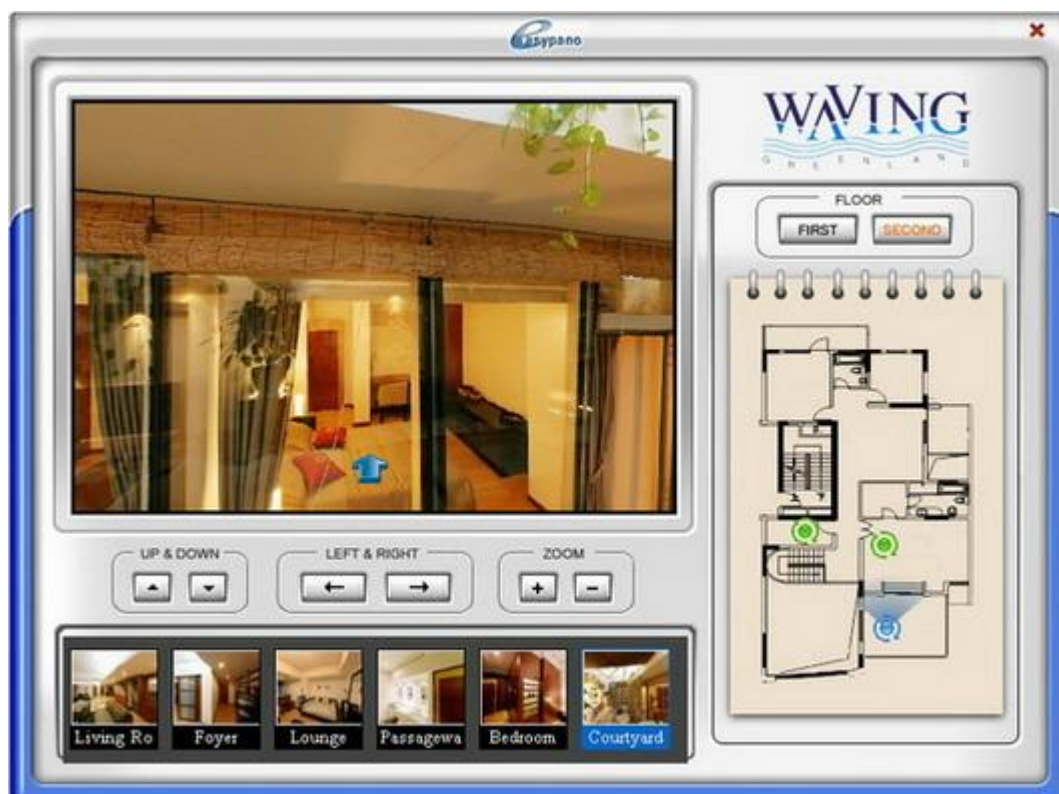 easypano
WAVING
GREENLAND
FLOOR
FIRST
SECOND
UP & DOWN
LEFT & RIGHT
ZOOM
Living Ro
Foyer
Lounge
Passagewa
Bedroom
Courtyard